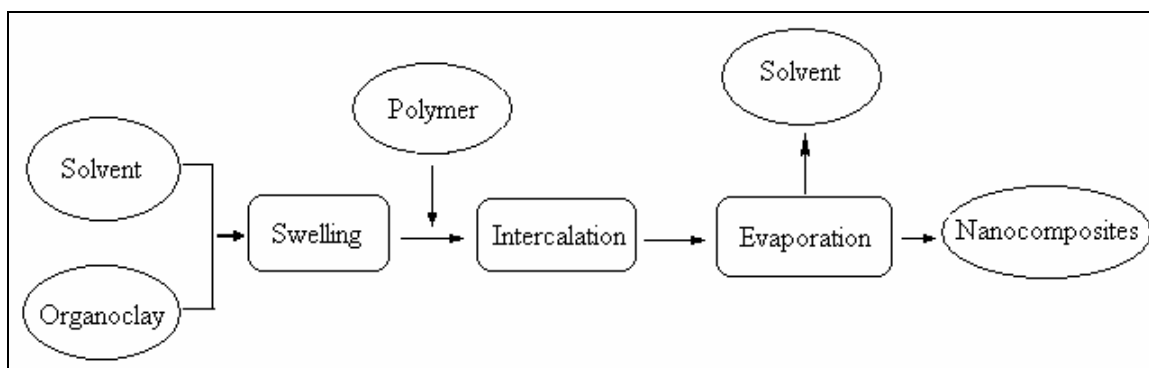 Solvent
Organoclay
Swelling
Polymer
Intercalation
Evaporation
Solvent
Nanocomposites